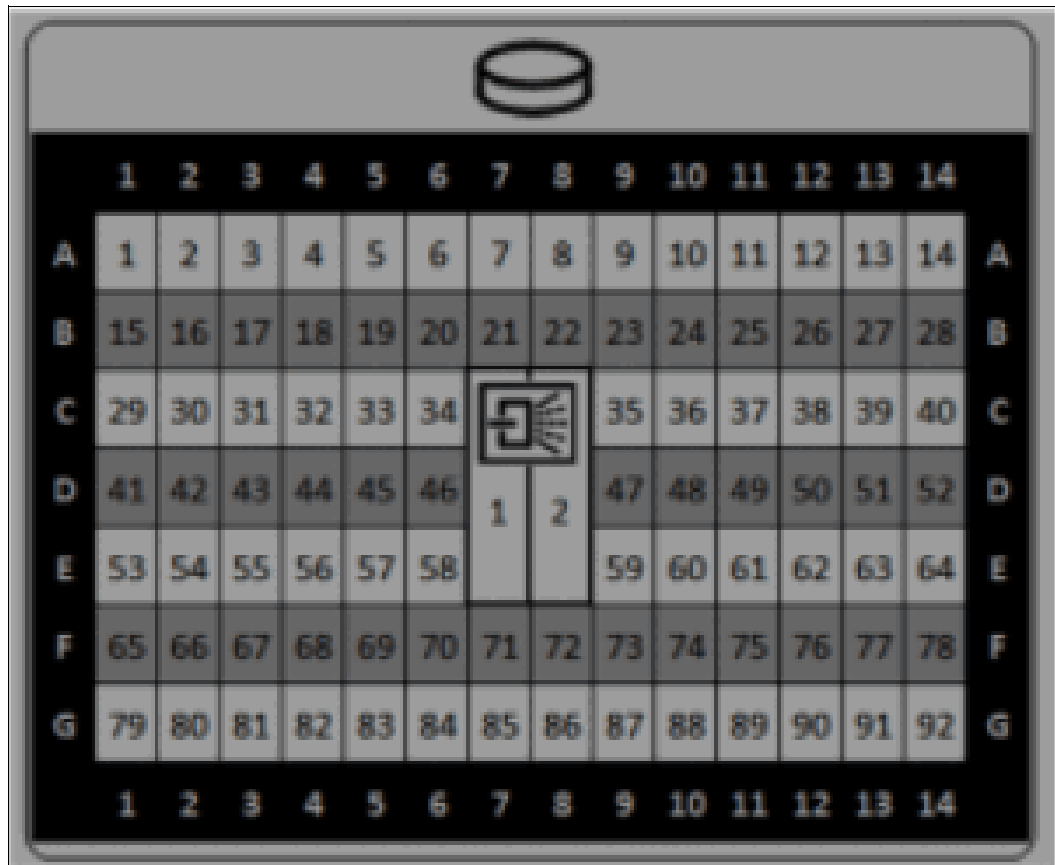 1 2 3 4 5 6 7 8 9 10 11 12 13 14
A 1 2 3 4 5 6 7 8 9 10 11 12 13 14 A
B 15 16 17 18 19 20 21 22 23 24 25 26 27 28 B
C 29 30 31 32 33 34 35 36 37 38 39 40 C
D 41 42 43 44 45 46 1 2 47 48 49 50 51 52 D
E 53 54 55 56 57 58 59 60 61 62 63 64 E
F 65 66 67 68 69 70 71 72 73 74 75 76 77 78 F
G 79 80 81 82 83 84 85 86 87 88 89 90 91 92 G
1 2 3 4 5 6 7 8 9 10 11 12 13 14